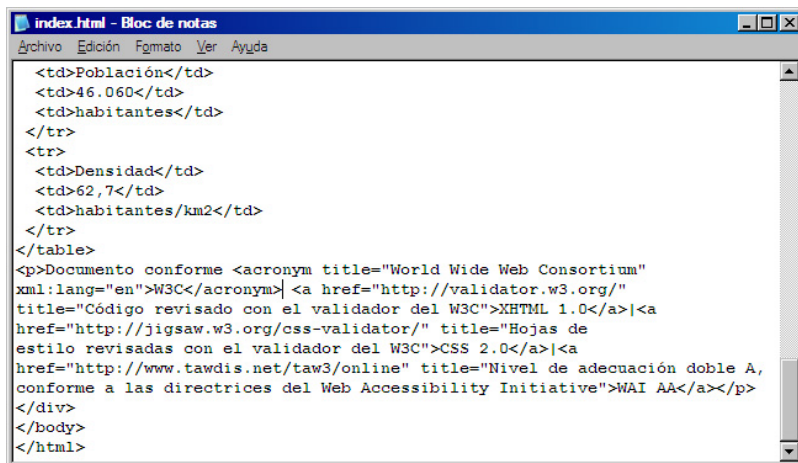 index.html - Bloc de notas
Archivo Edición Formato Ver Ayuda
<td>Población</td>
<td>46.060</td>
<td>habitantes</td>
</tr>
<tr>
<td>Densidad</td>
<td>62,7</td>
<td>habitantes/km2</td>
</tr>
</table>
<p>Documento conforme <acronym title="World Wide Web Consortium"
xml:lang="en">W3C</acronym> <a href="http://validator.w3.org/"
title="Código revisado con el validador del W3C">XHTML 1.0</a>|<a
href="http://jigsaw.w3.org/css-validator/" title="Hojas de
estilo revisadas con el validador del W3C">CSS 2.0</a>|<a
href="http://www.tawdis.net/taw3/online" title="Nivel de adecuación doble A,
conforme a las directrices del Web Accessibility Initiative">WAI AA</a></p>
</div>
</body>
</html>